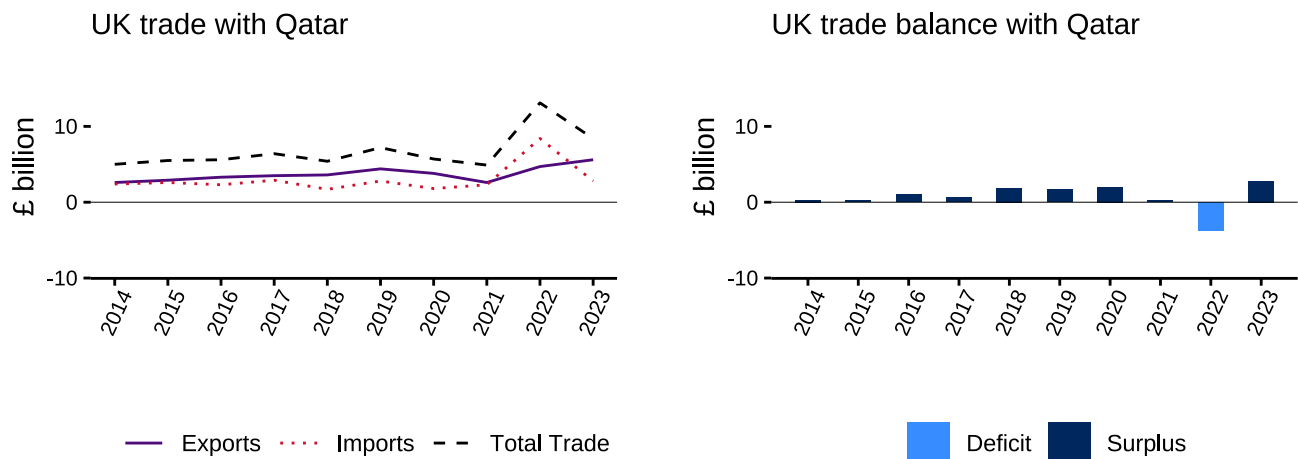 UK trade with Qatar
£ billion
10
0
-10
2014 2015 2016 2017 2018 2019 2020 2021 2022 2023
Exports Imports Total Trade
UK trade balance with Qatar
£ billion
10
0
-10
2014 2015 2016 2017 2018 2019 2020 2021 2022 2023
Deficit Surplus